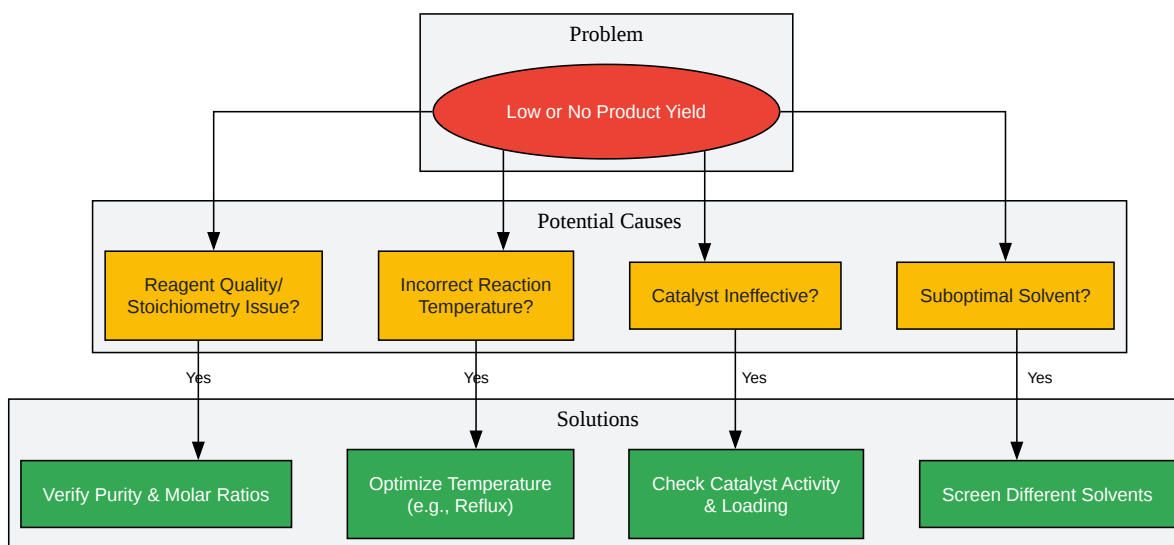 Problem
Low or No Product Yield
Potential Causes
Reagent Quality/
Stoichiometry Issue?
Incorrect Reaction
Temperature?
Catalyst Ineffective?
Suboptimal Solvent?
Yes
Yes
Yes
Yes
Solutions
Verify Purity & Molar Ratios
Optimize Temperature
(e.g., Reflux)
Check Catalyst Activity
& Loading
Screen Different Solvents